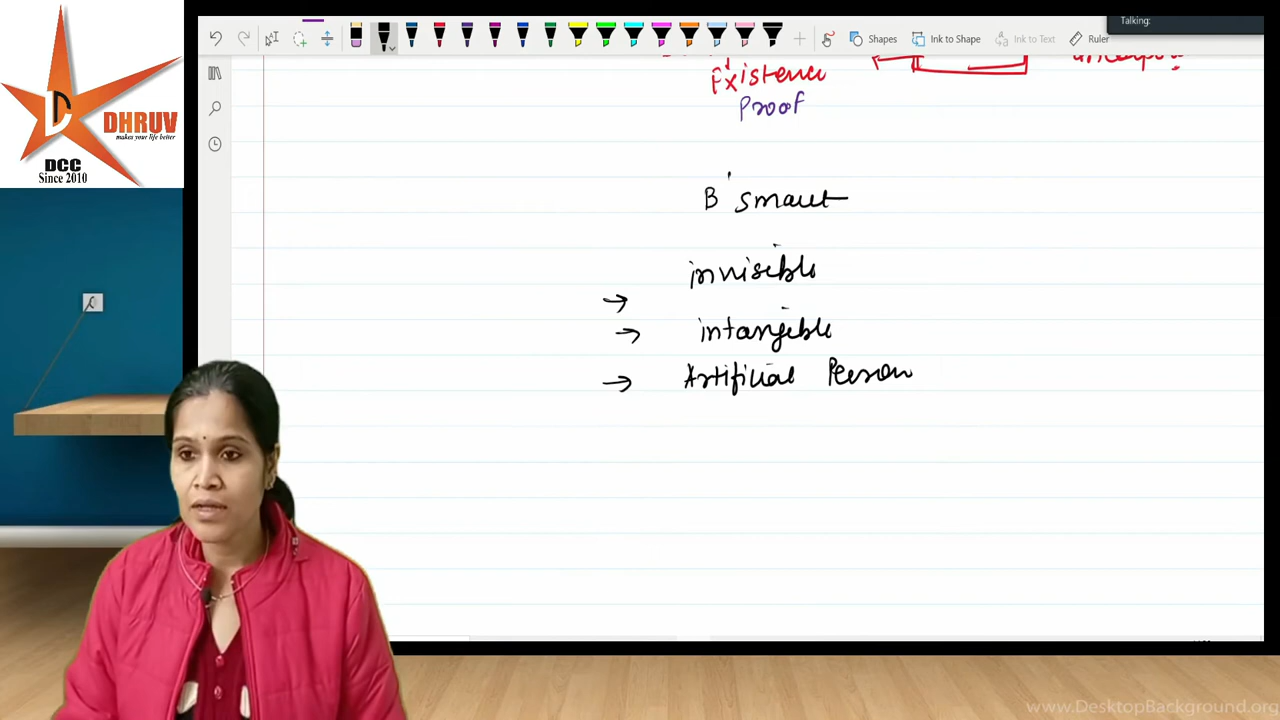 Talking:
Shapes Ink to Shape Ink to Text Ruler
DHRUV
makes your life better
DCC
Since 2010
Existence
Proof
B' smart
invisible
→ intangible
→ Artificial Person
www.DesktopBackground.org